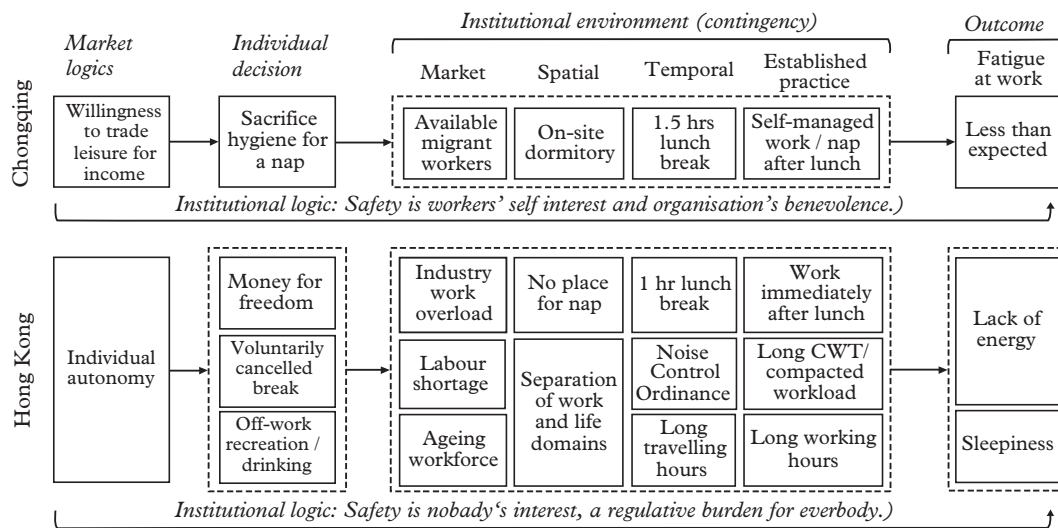 Institutional environment (contingency)
Outcome
Market
logics
Individual
decision
Market
Spatial
Temporal
Established
practice
Fatigue
at work
Chongqing
Willingness
to trade
leisure for
income
Sacrifice
hygiene for
a nap
Available
migrant
workers
On-site
dormitory
1.5 hrs
lunch
break
Self-managed
work / nap
after lunch
Less than
expected
Institutional logic: Safety is workers' self interest and organisation's benevolence.)
Hong Kong
Individual
autonomy
Money for
freedom
Voluntarily
cancelled
break
Off-work
recreation /
drinking
Industry
work
overload
Labour
shortage
Ageing
workforce
No place
for nap
Separation
of work
and life
domains
1 hr lunch
break
Noise
Control
Ordinance
Long
travelling
hours
Work
immediately
after lunch
Long CWT/
compacted
workload
Long working
hours
Lack of
energy
Sleepiness
Institutional logic: Safety is nobady‘s interest, a regulative burden for everbody.)